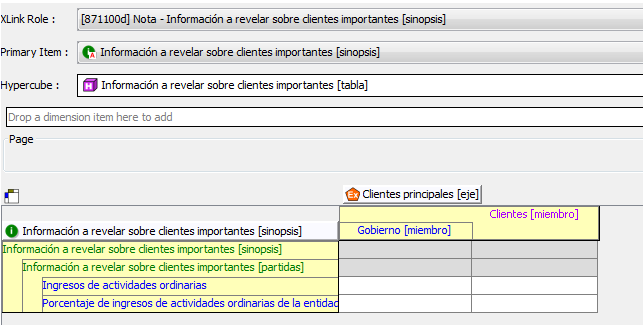 XLink Role :
[871100d] Nota - Información a revelar sobre clientes importantes [sinopsis]
Primary Item :
Información a revelar sobre clientes importantes [sinopsis]
Hypercube :
H
Información a revelar sobre clientes importantes [tabla]
Drop a dimension item here to add
Page
Ex
Clientes principales [eje]
Clientes [miembro]
Información a revelar sobre clientes importantes [sinopsis]
Gobierno [miembro]
Información a revelar sobre clientes importantes [sinopsis]
Información a revelar sobre clientes importantes [partidas]
Ingresos de actividades ordinarias
Porcentaje de ingresos de actividades ordinarias de la entidac